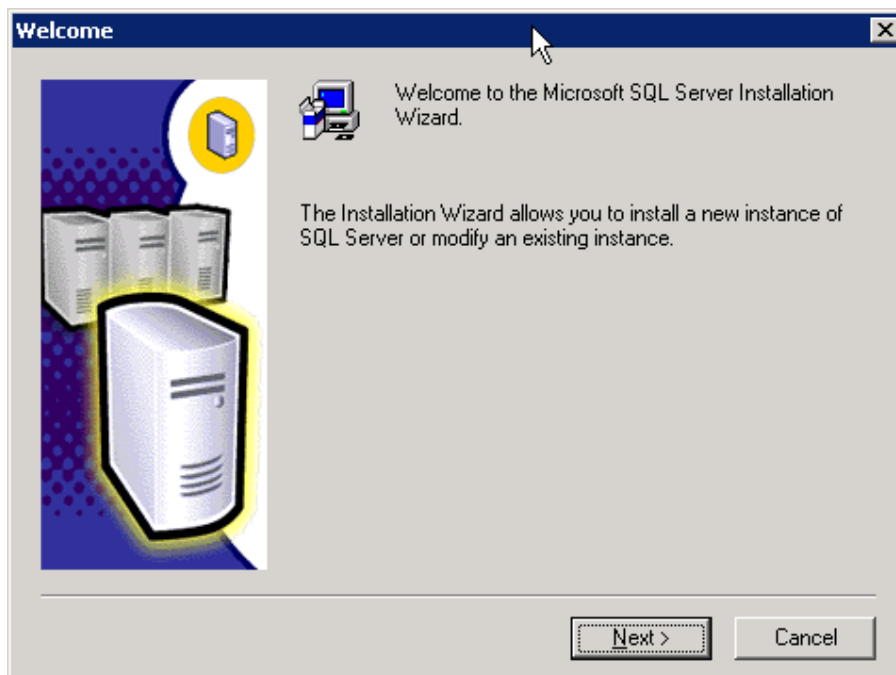 Welcome
Welcome to the Microsoft SQL Server Installation
Wizard.
The Installation Wizard allows you to install a new instance of
SQL Server or modify an existing instance.
Next >
Cancel